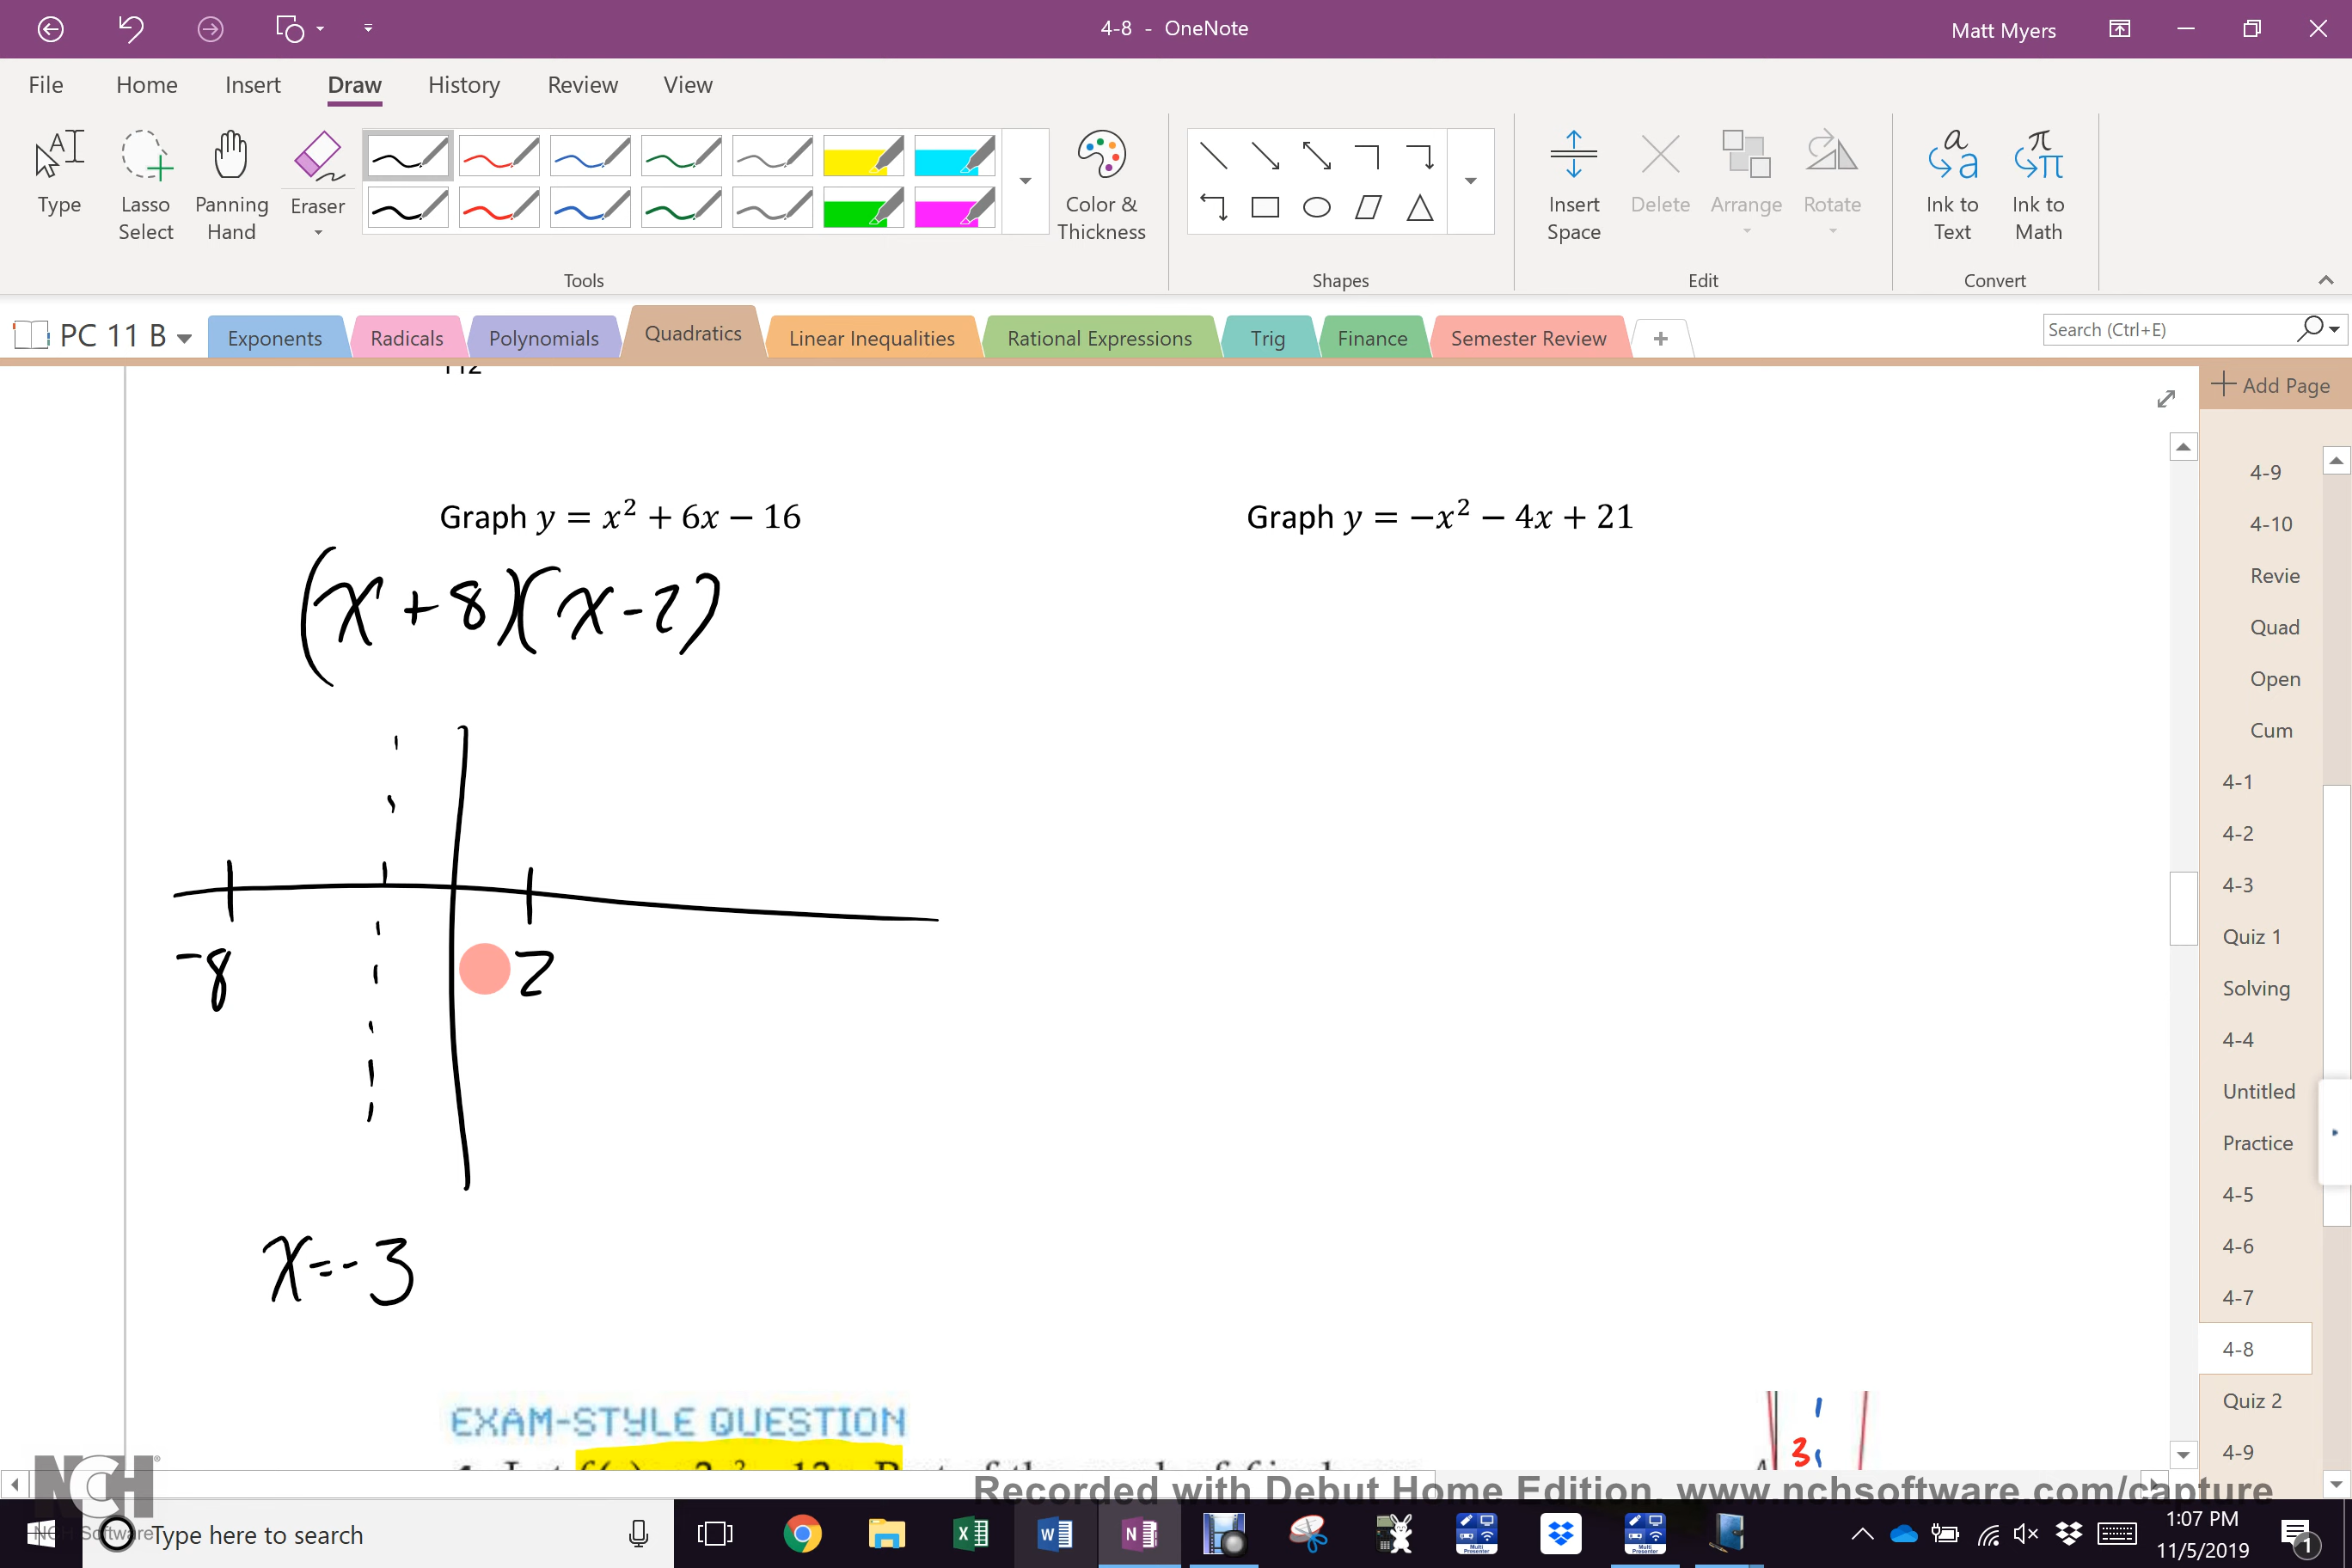 4-8 - OneNote
Matt Myers
File Home Insert Draw History Review View
Type
Lasso Select
Panning Hand
Eraser
Color & Thickness
Insert Space
Delete
Arrange
Rotate
Ink to Text
Ink to Math
Tools
Shapes
Edit
Convert
PC 11 B
Exponents
Radicals
Polynomials
Quadratics
Linear Inequalities
Rational Expressions
Trig
Finance
Semester Review
Search (Ctrl+E)
Add Page
112
Graph y = x² + 6x − 16
Graph y = −x² − 4x + 21
(x + 8)(x - 2)
-8
2
x = -3
EXAM-STYLE QUESTION
3
4-9
4-10
Revie
Quad
Open
Cum
4-1
4-2
4-3
Quiz 1
Solving
4-4
Untitled
Practice
4-5
4-6
4-7
4-8
Quiz 2
4-9
NCH
NCH Software
Recorded with Debut Home Edition. www.nchsoftware.com/capture
Type here to search
1:07 PM
11/5/2019
1